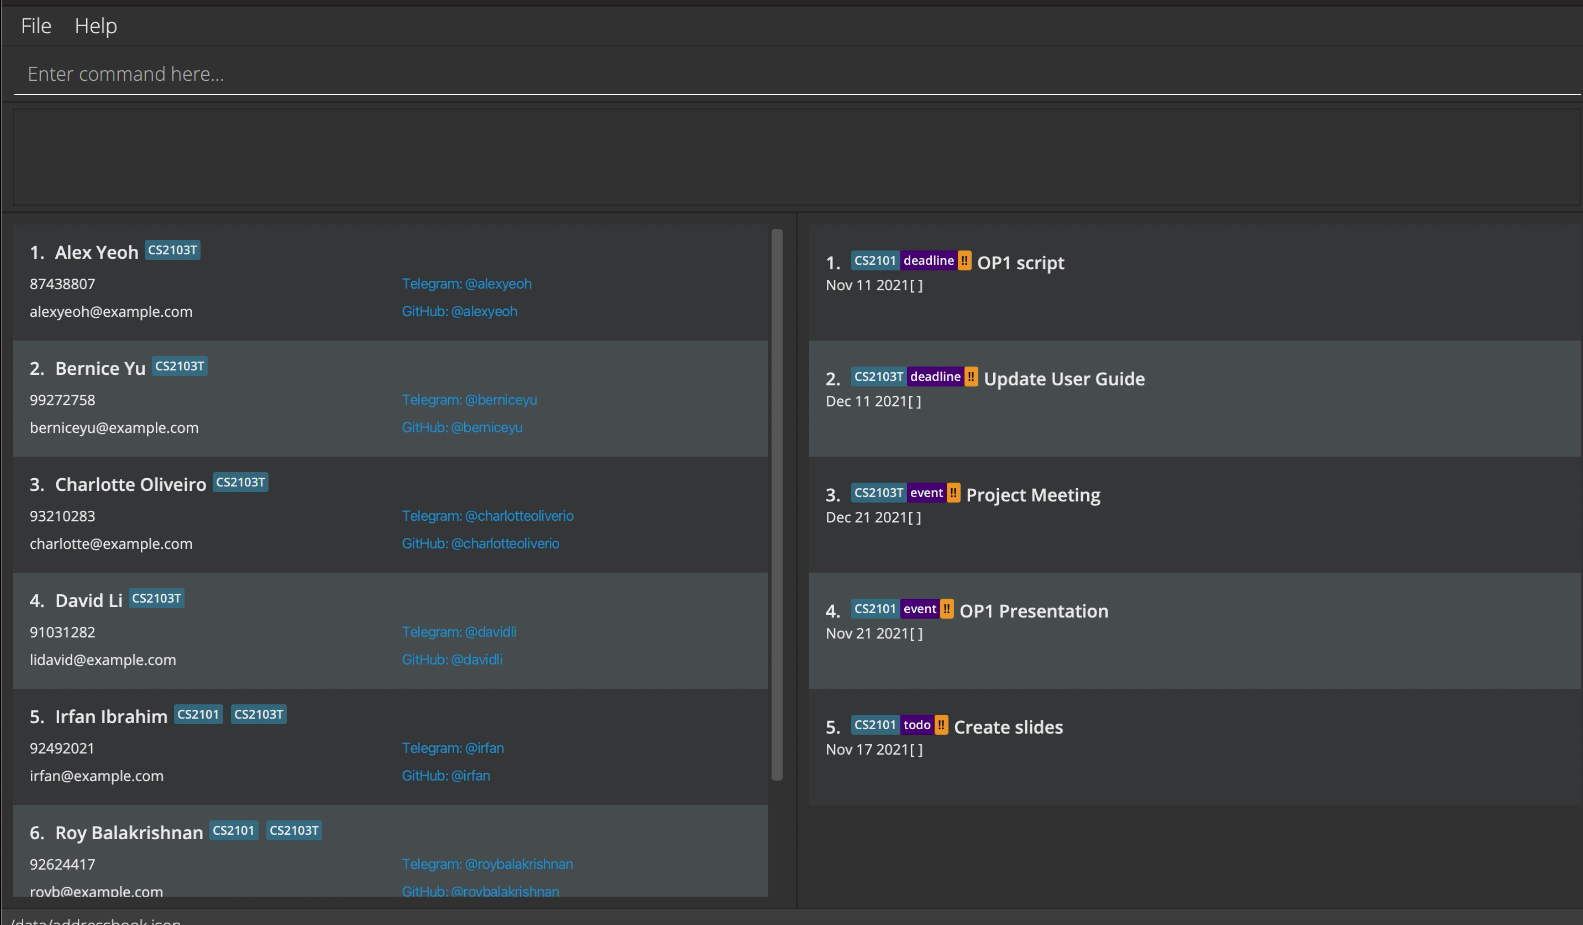 File Help
Enter command here...
1. Alex Yeoh CS2103T
87438807 Telegram: @alexyeoh
alexyeoh@example.com GitHub: @alexyeoh
2. Bernice Yu CS2103T
99272758 Telegram: @berniceyu
berniceyu@example.com GitHub: @berniceyu
3. Charlotte Oliveiro CS2103T
93210283 Telegram: @charlotteoliverio
charlotte@example.com GitHub: @charlotteoliverio
4. David Li CS2103T
91031282 Telegram: @davidli
lidavid@example.com GitHub: @davidli
5. Irfan Ibrahim CS2101 CS2103T
92492021 Telegram: @irfan
irfan@example.com GitHub: @irfan
6. Roy Balakrishnan CS2101 CS2103T
92624417 Telegram: @roybalakrishnan
royb@example.com GitHub: @roybalakrishnan
1. CS2101 deadline !! OP1 script
Nov 11 2021[ ]
2. CS2103T deadline !! Update User Guide
Dec 11 2021[ ]
3. CS2103T event !! Project Meeting
Dec 21 2021[ ]
4. CS2101 event !! OP1 Presentation
Nov 21 2021[ ]
5. CS2101 todo !! Create slides
Nov 17 2021[ ]
/data/addressbook.json